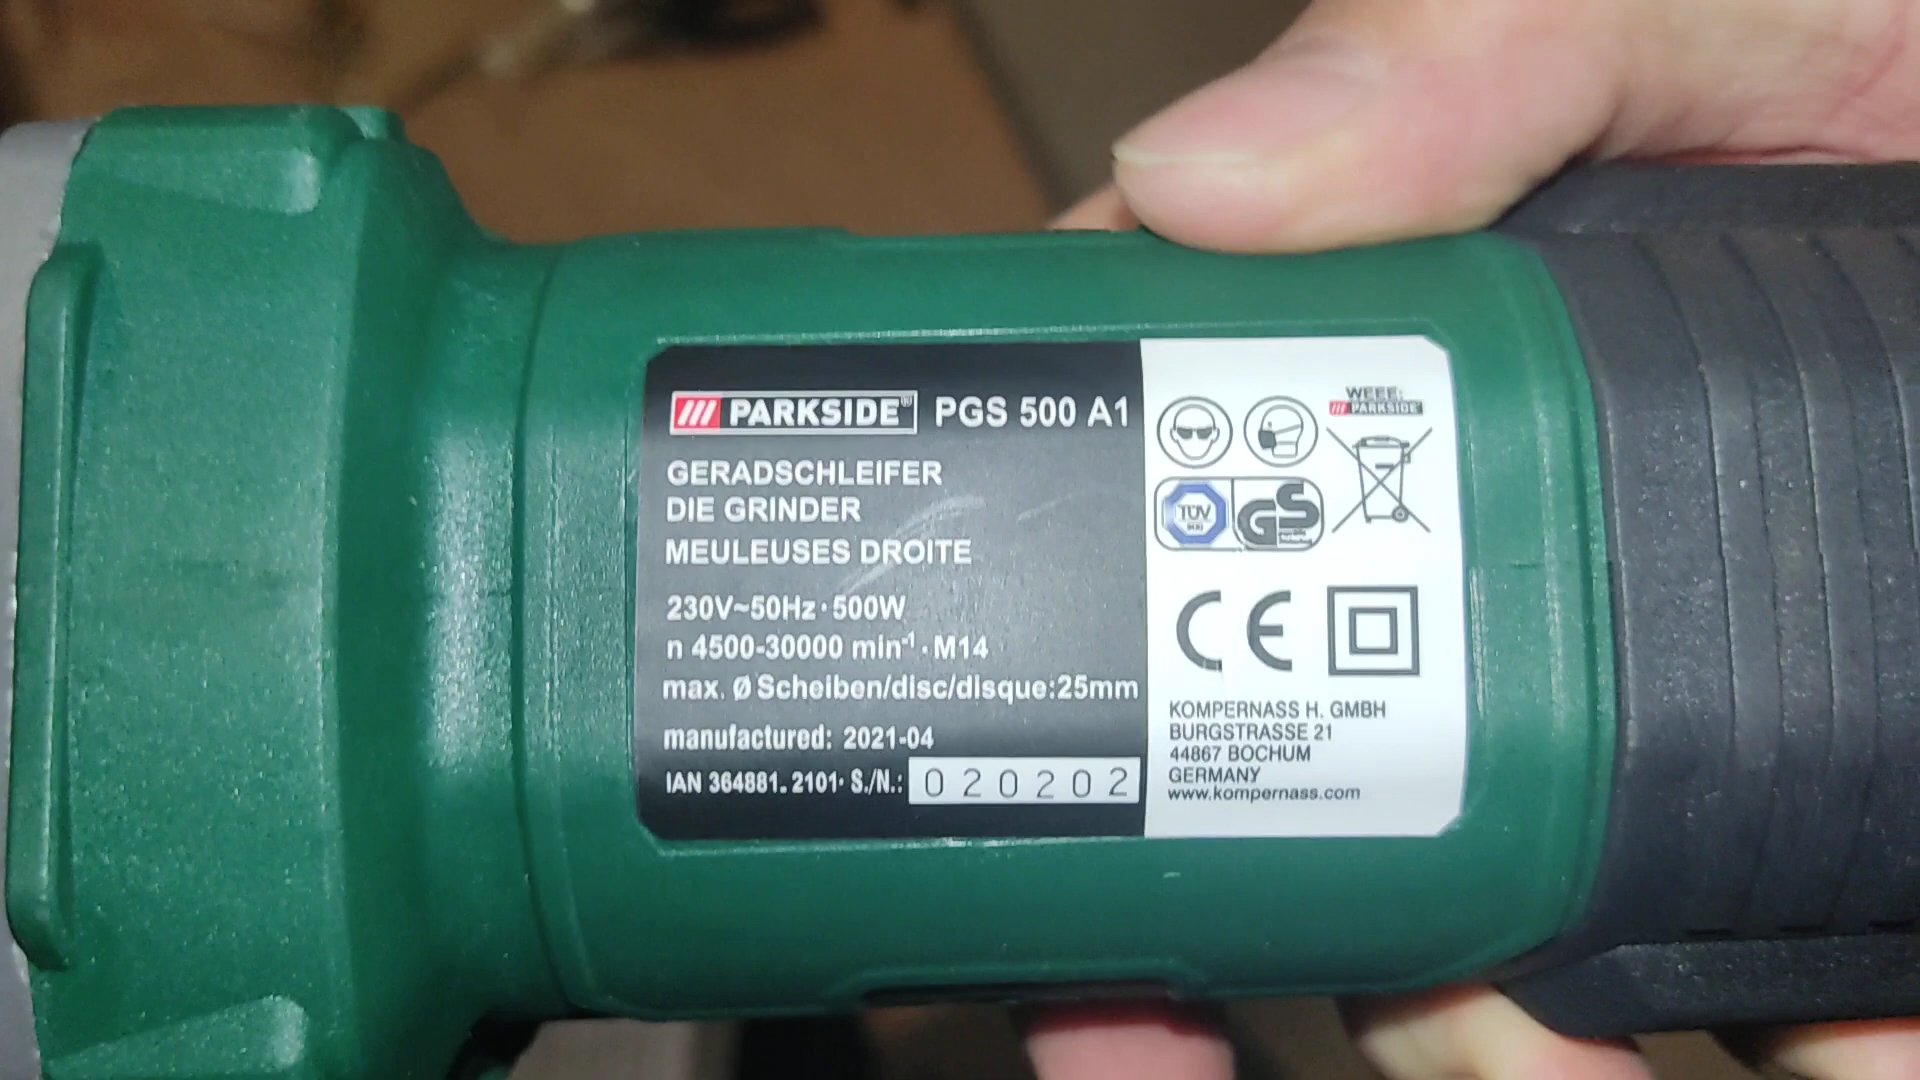 PARKSIDE® PGS 500 A1
GERADSCHLEIFER
DIE GRINDER
MEULEUSES DROITE
230V~50Hz·500W
n 4500-30000 min⁻¹·M14
max. Ø Scheiben/disc/disque:25mm
manufactured: 2021-04
IAN 364881.2101· S./N.: 020202
WEEE:
PARKSIDE
TÜV
GS
CE
KOMPERNASS H. GMBH
BURGSTRASSE 21
44867 BOCHUM
GERMANY
www.kompernass.com